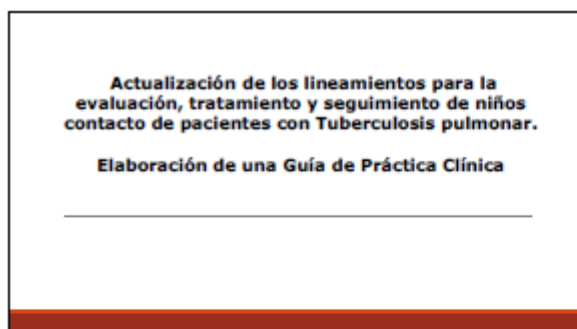 Actualización de los lineamientos para la
evaluación, tratamiento y seguimiento de niños
contacto de pacientes con Tuberculosis pulmonar.
Elaboración de una Guía de Práctica Clínica